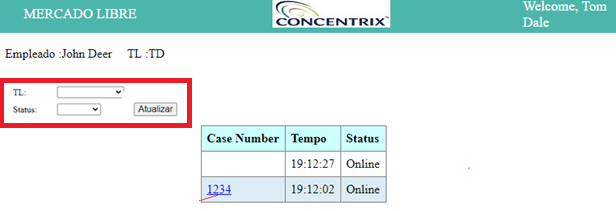 MERCADO LIBRE
CONCENTRIX
Welcome, Tom
Dale
Empleado :John Deer TL :TD
TL:
Status: Atualizar
Case Number Tempo Status
19:12:27 Online
1234 19:12:02 Online